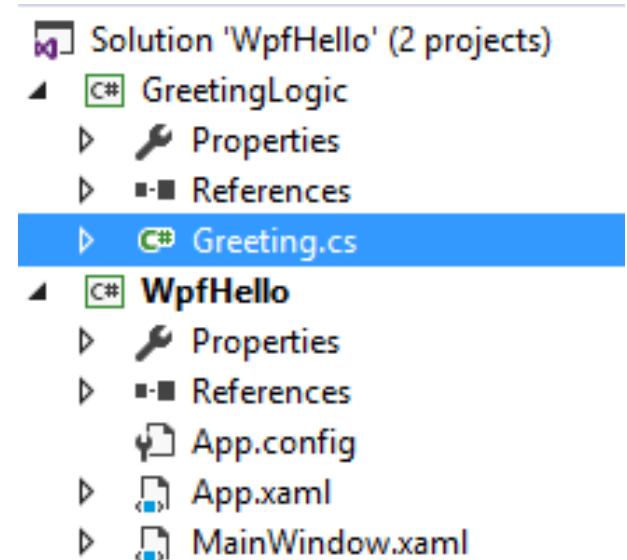 Solution 'WpfHello' (2 projects)
C# GreetingLogic
Properties
References
C# Greeting.cs
C# WpfHello
Properties
References
App.config
App.xaml
MainWindow.xaml